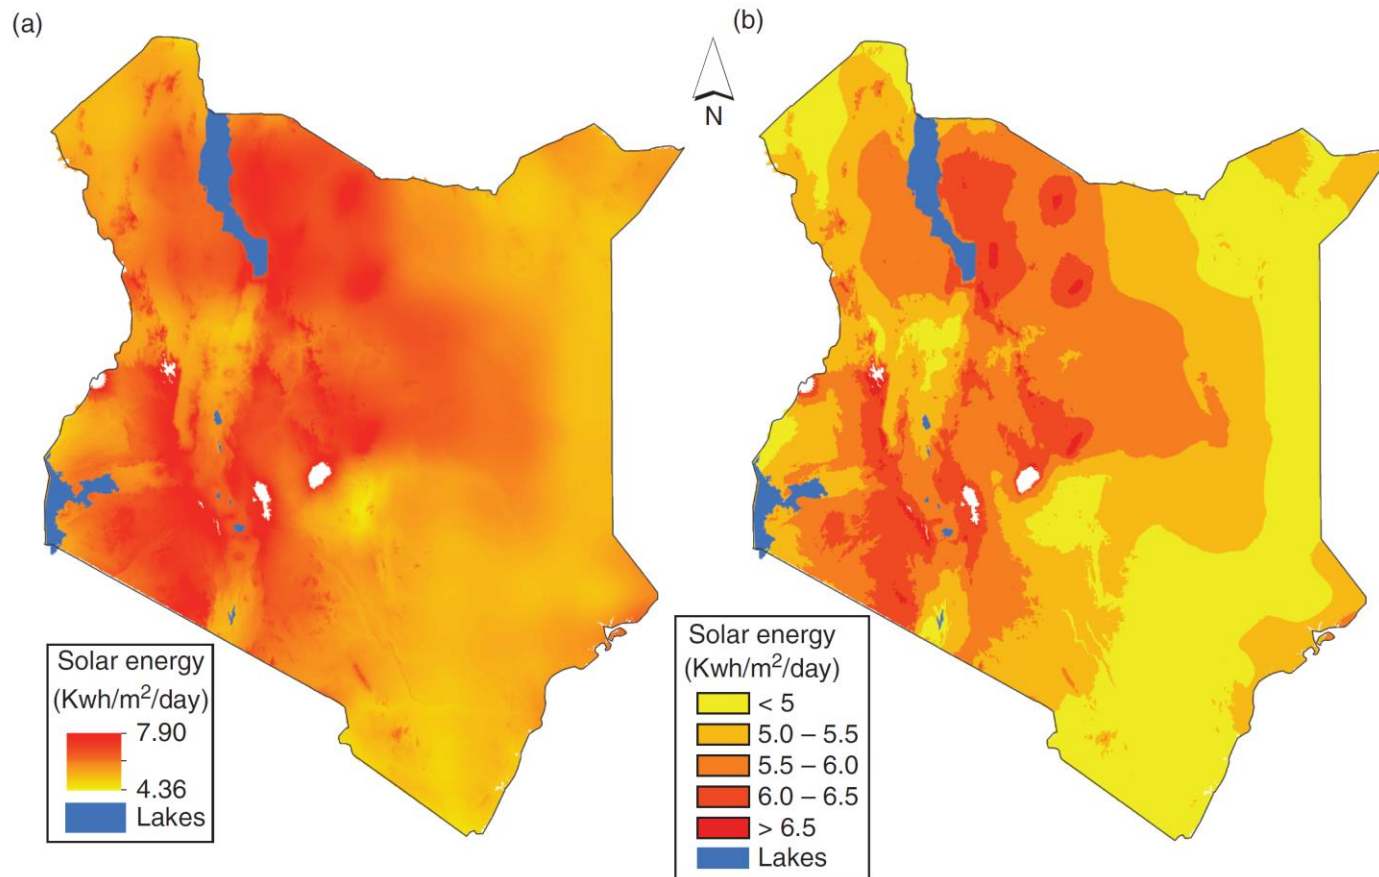 (a)
(b)
N
Solar energy
(Kwh/m²/day)
7.90
4.36
Lakes
Solar energy
(Kwh/m²/day)
< 5
5.0 – 5.5
5.5 – 6.0
6.0 – 6.5
> 6.5
Lakes